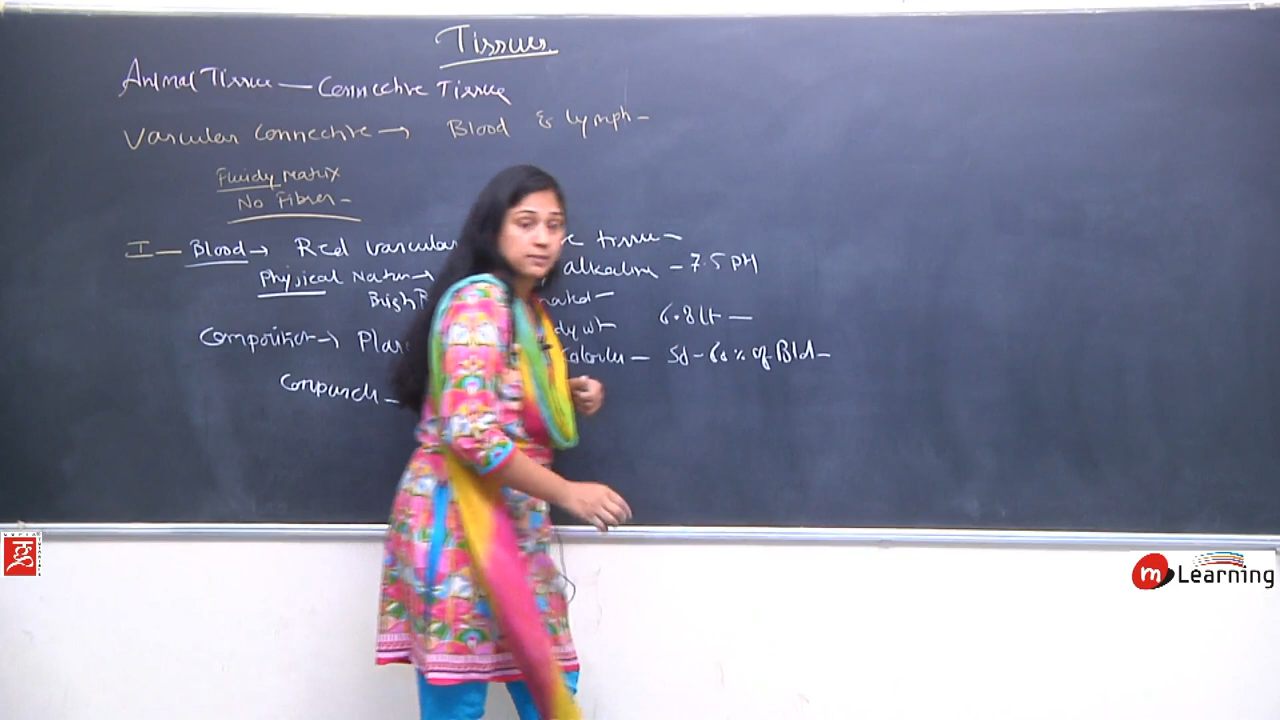 Tissues
Animal Tissue — Connective Tissue
Vascular Connective → Blood & lymph -
Fluidy matrix
No Fibres -
I — Blood → Red vascular tissue -
Physical Nature → alkaline - 7.5 pH
Bright 6.8 Lt —
Composition → Plas - 50-60 % of Bld -
m Learning